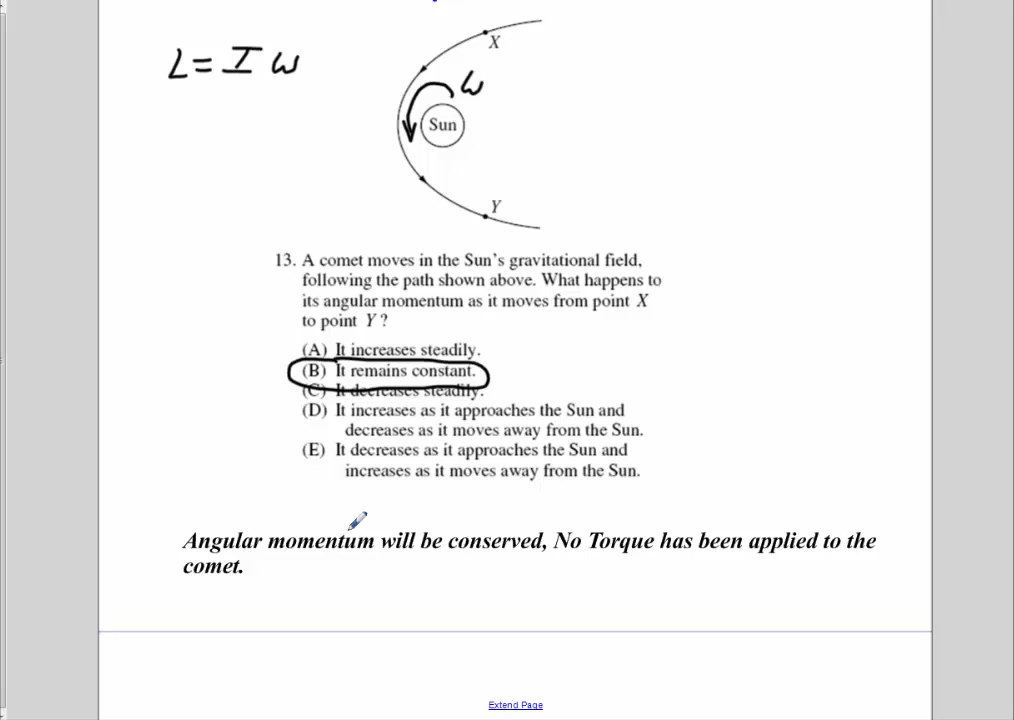 L = I ω
X
ω
Sun
Y
13. A comet moves in the Sun's gravitational field,
following the path shown above. What happens to
its angular momentum as it moves from point X
to point Y ?
(A) It increases steadily.
(B) It remains constant.
(C) It decreases steadily.
(D) It increases as it approaches the Sun and
decreases as it moves away from the Sun.
(E) It decreases as it approaches the Sun and
increases as it moves away from the Sun.
Angular momentum will be conserved, No Torque has been applied to the
comet.
Extend Page